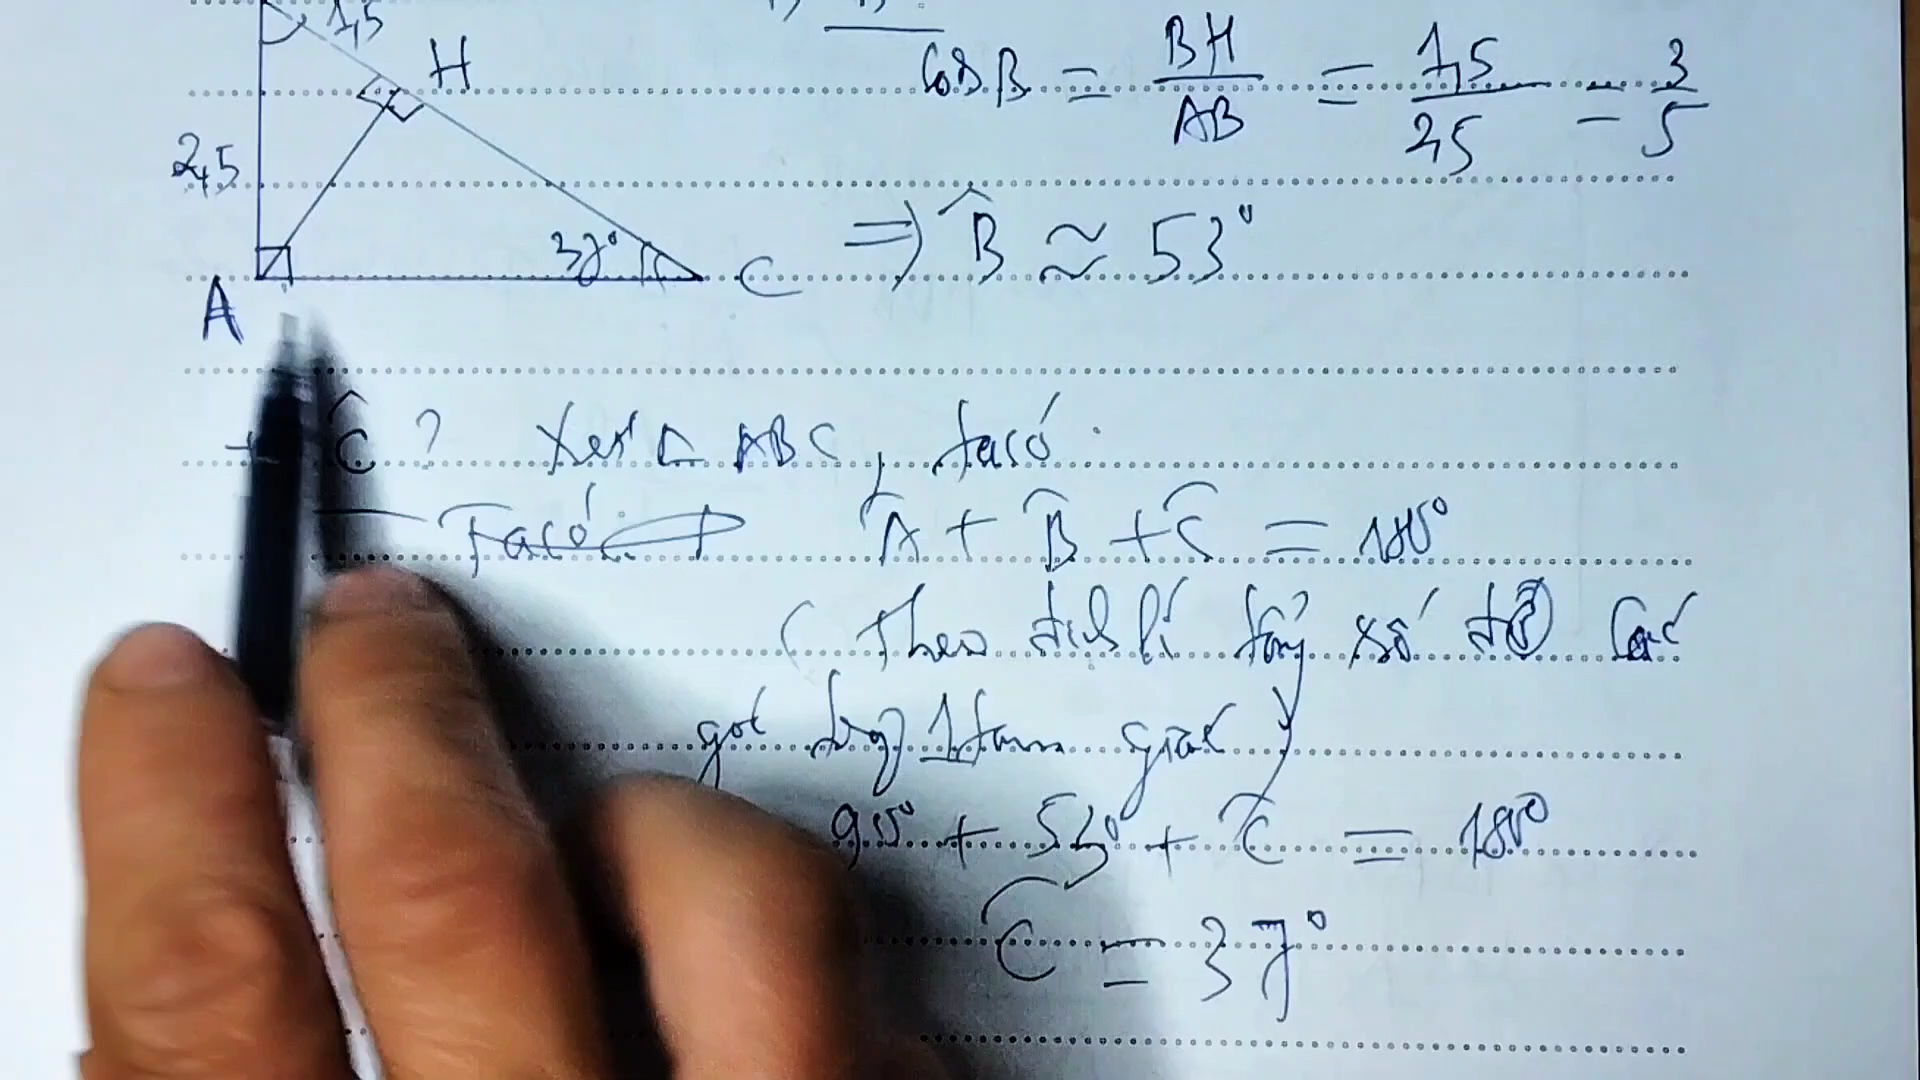 1,5
H
2,5
37°
A
C
cos B = BH/AB = 1,5/2,5 = 3/5
=> B̂ ≈ 53°
+ Ĉ ? Xét △ ABC, ta có:
Ta có: Â + B̂ + Ĉ = 180°
( Theo định lí tổng số đo các
góc trg 1 tam giác )
90° + 53° + Ĉ = 180°
Ĉ = 37°